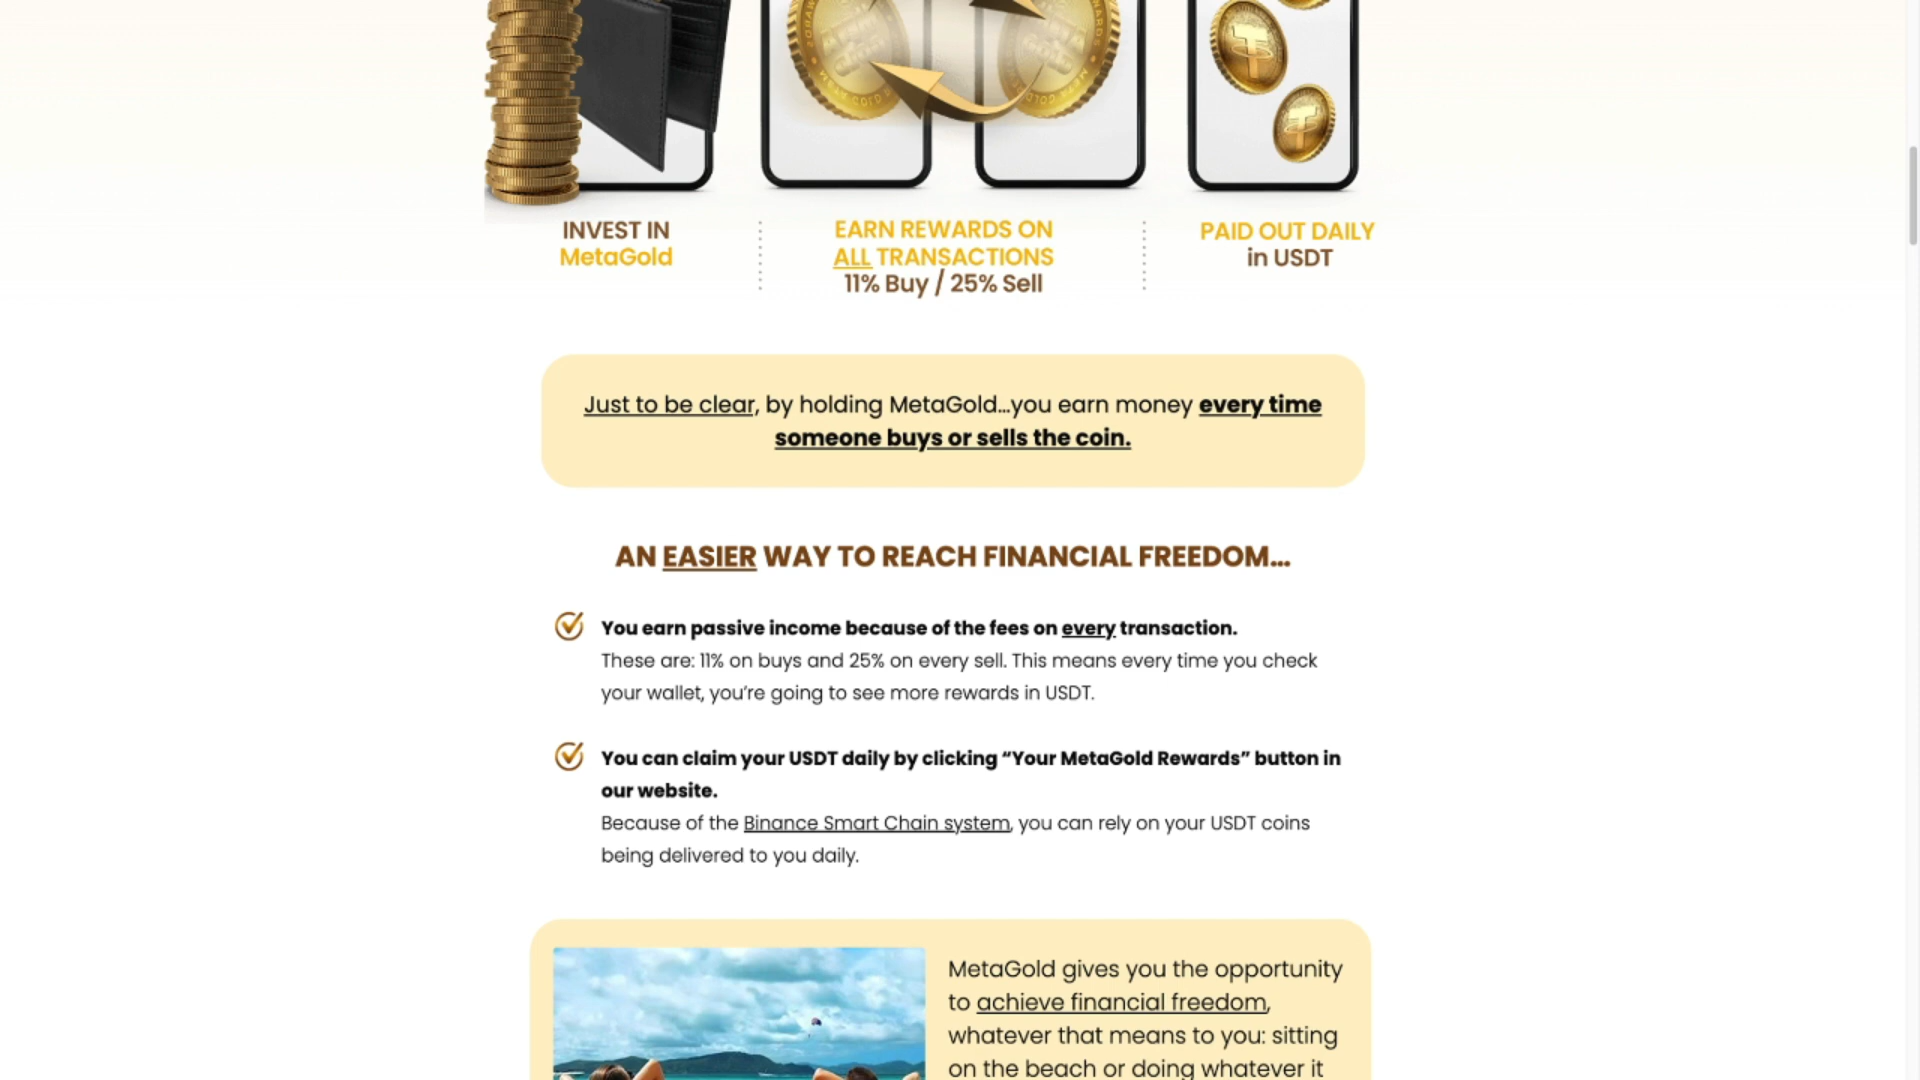 INVEST IN
MetaGold
EARN REWARDS ON
ALL TRANSACTIONS
11% Buy / 25% Sell
PAID OUT DAILY
in USDT
Just to be clear, by holding MetaGold...you earn money every time
someone buys or sells the coin.
AN EASIER WAY TO REACH FINANCIAL FREEDOM...
You earn passive income because of the fees on every transaction.
These are: 11% on buys and 25% on every sell. This means every time you check
your wallet, you’re going to see more rewards in USDT.
You can claim your USDT daily by clicking “Your MetaGold Rewards” button in
our website.
Because of the Binance Smart Chain system, you can rely on your USDT coins
being delivered to you daily.
MetaGold gives you the opportunity
to achieve financial freedom,
whatever that means to you: sitting
on the beach or doing whatever it